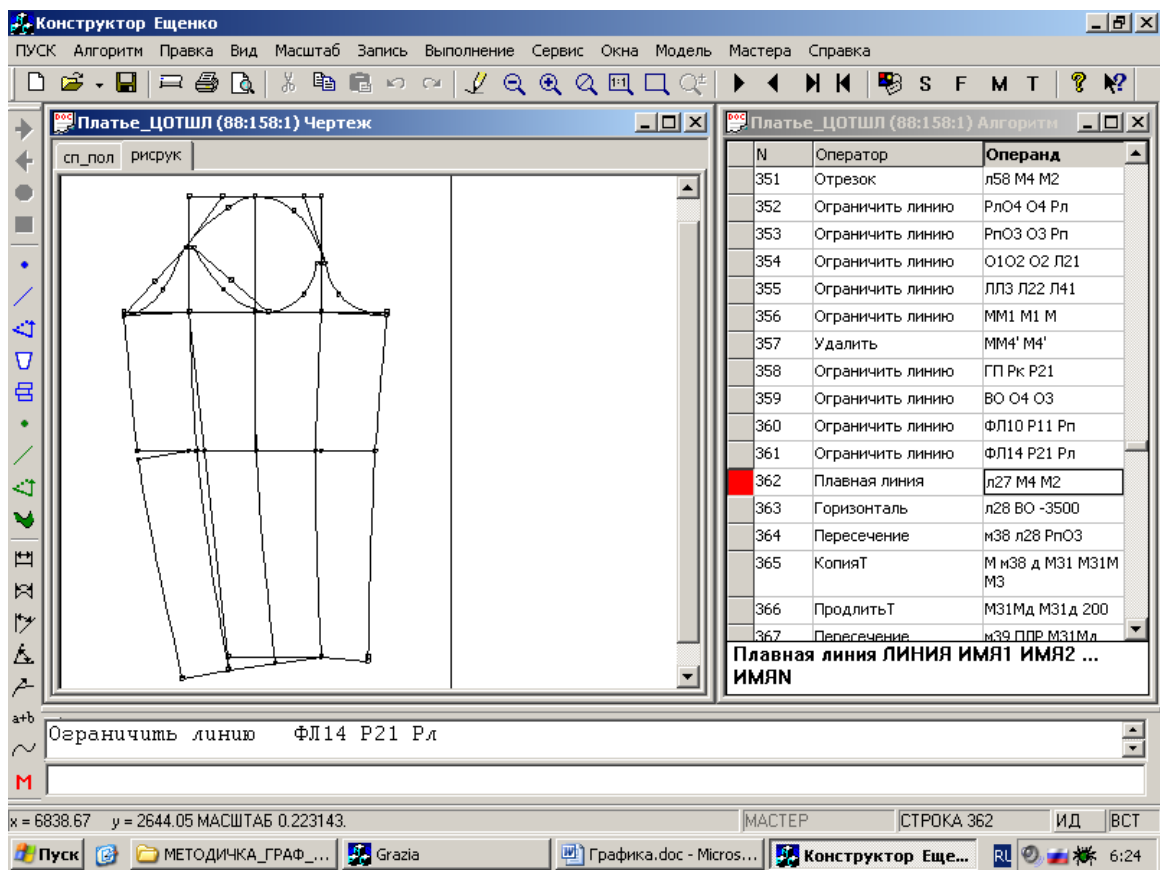 Конструктор Ещенко
ПУСК Алгоритм Правка Вид Масштаб Запись Выполнение Сервис Окна Модель Мастера Справка
1:1 S F M T
Платье_ЦОТШЛ (88:158:1) Чертеж
сп_пол рисрук
Платье_ЦОТШЛ (88:158:1) Алгоритм
N Оператор Операнд
351 Отрезок л58 М4 М2
352 Ограничить линию РлО4 О4 Рл
353 Ограничить линию РпО3 О3 Рп
354 Ограничить линию О1О2 О2 Л21
355 Ограничить линию ЛЛ3 Л22 Л41
356 Ограничить линию ММ1 М1 М
357 Удалить ММ4' М4'
358 Ограничить линию ГП Рк Р21
359 Ограничить линию ВО О4 О3
360 Ограничить линию ФЛ10 Р11 Рп
361 Ограничить линию ФЛ14 Р21 Рл
362 Плавная линия л27 М4 М2
363 Горизонталь л28 ВО -3500
364 Пересечение м38 л28 РпО3
365 КопияТ М м38 д М31 М31М
М3
366 ПродлитьТ М31Мд М31д 200
367 Пересечение м39 ППР М31Мд
Плавная линия ЛИНИЯ ИМЯ1 ИМЯ2 ...
ИМЯN
a+b
Ограничить линию ФЛ14 Р21 Рл
М
x = 6838.67 y = 2644.05 МАСШТАБ 0.223143.
МАСТЕР СТРОКА 362 ИД ВСТ
Пуск МЕТОДИЧКА_ГРАФ_... Grazia Графика.doc - Micros... Конструктор Еще... RU 6:24